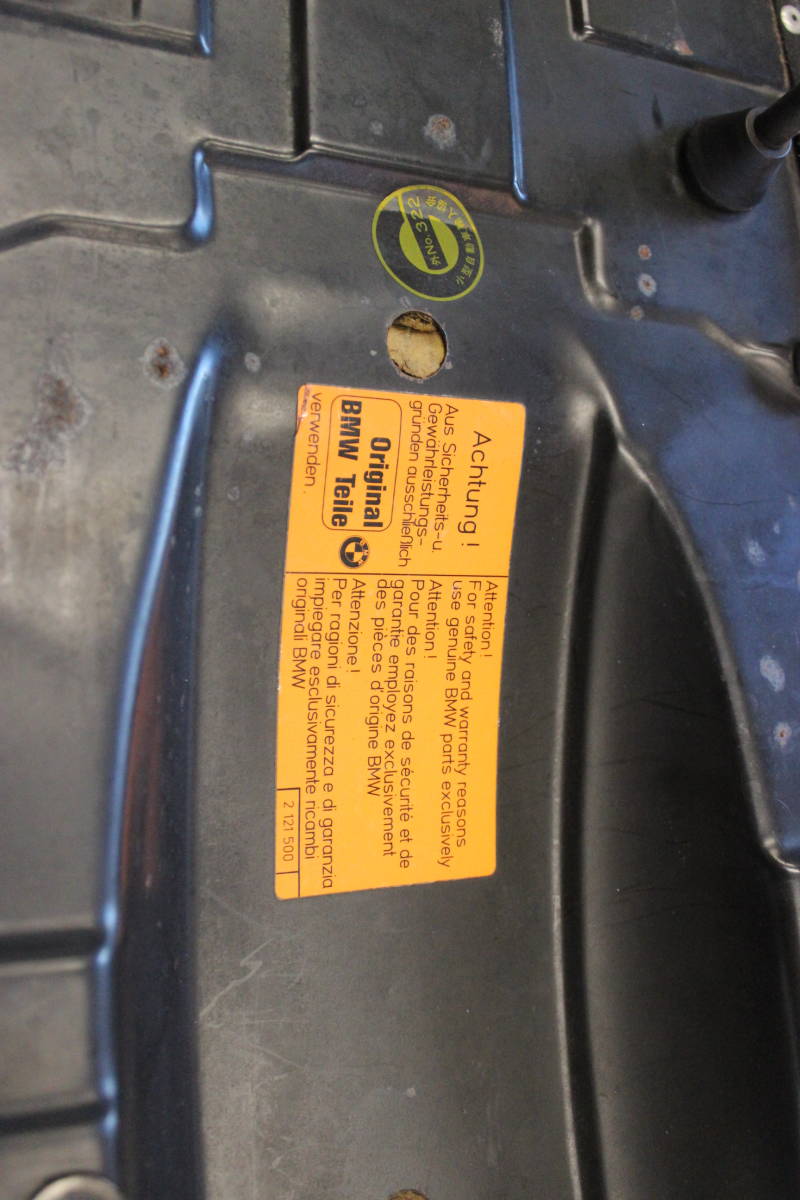 Achtung!
Aus Sicherheits-u.
Gewährleistungs-
gründen ausschließlich
Original
BMW Teile
verwenden.
Attention!
For safety and warranty reasons
use genuine BMW parts exclusively
Attention!
Pour des raisons de sécurité et de
garantie employez exclusivement
des pièces d'origine BMW
Attenzione!
Per ragioni di sicurezza e di garanzia
impiegare esclusivamente ricambi
originali BMW
2 121 500
No. 322